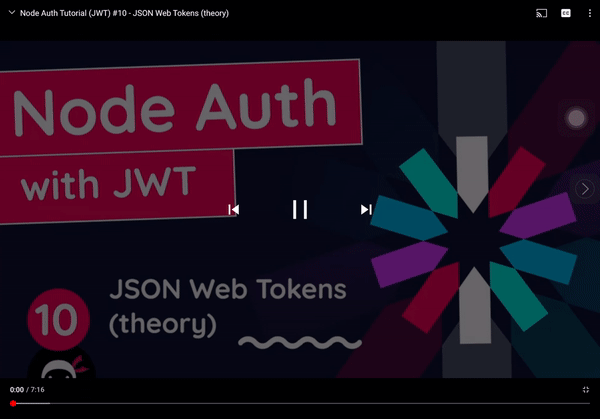 Node Auth Tutorial (JWT) #10 - JSON Web Tokens (theory)
CC
Node Auth
with JWT
JSON Web Tokens
(theory)
10
0:00 / 7:16